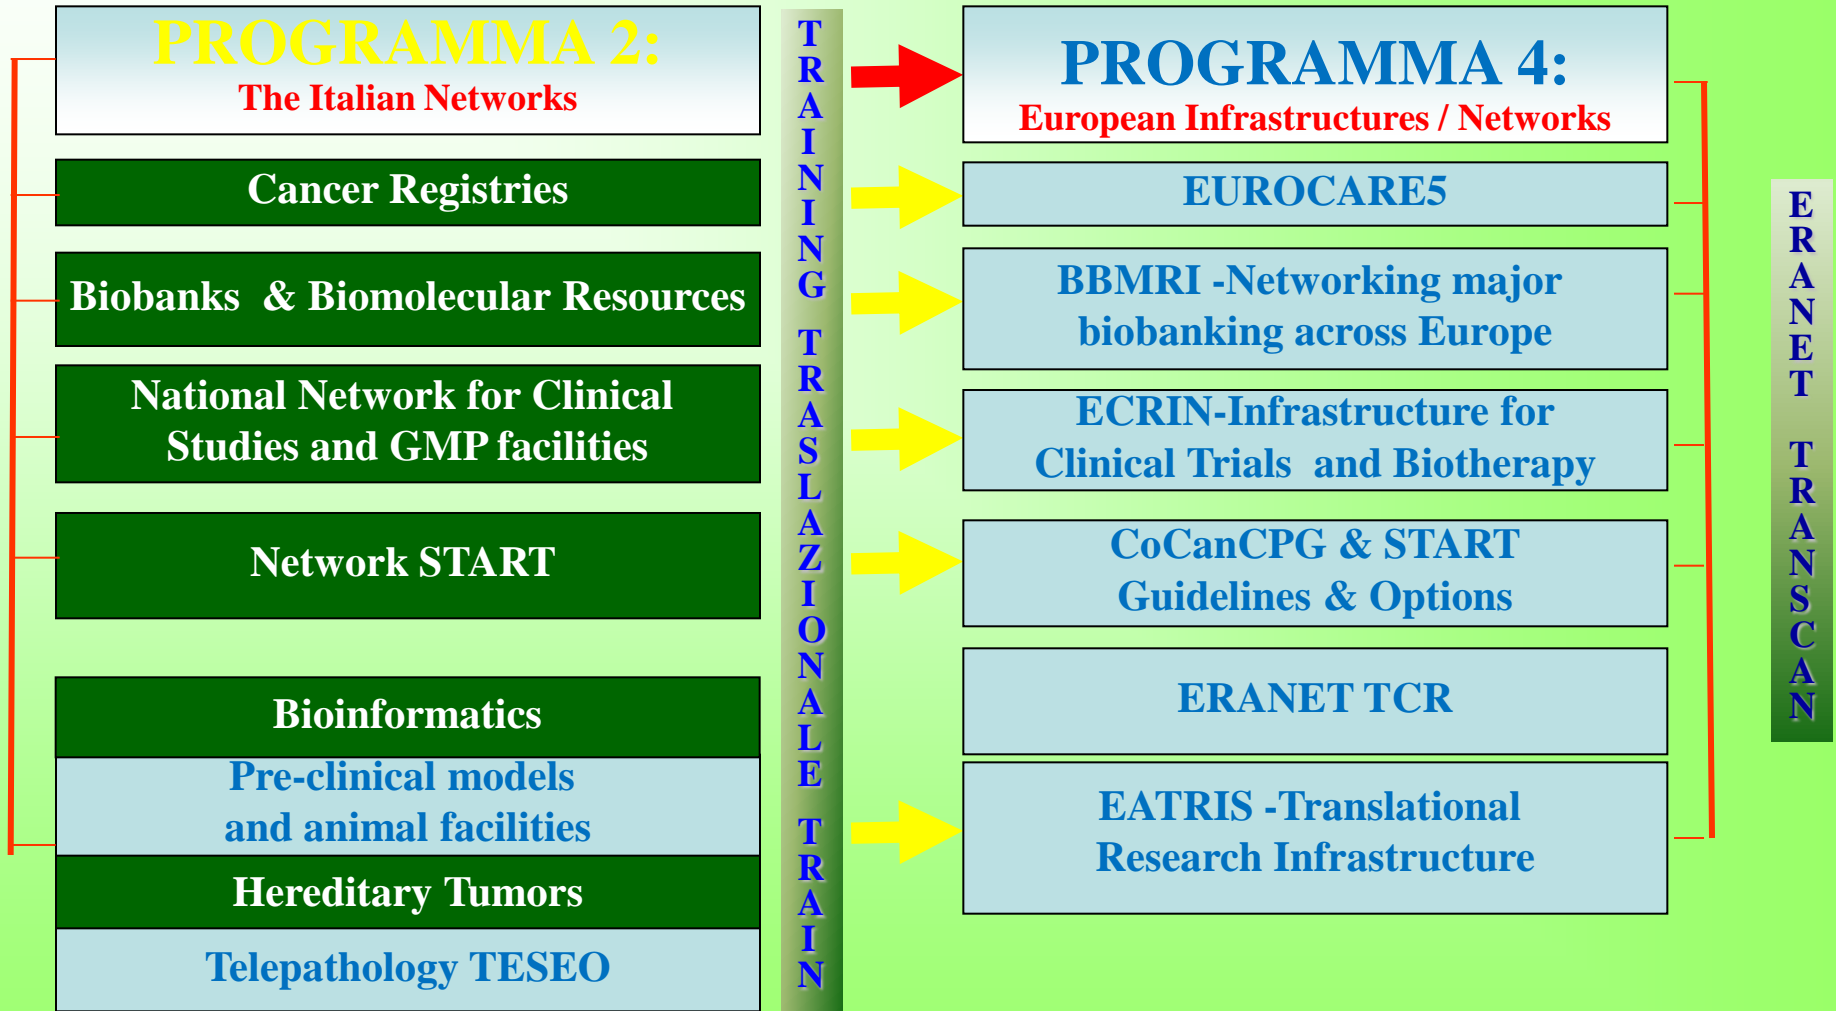 PROGRAMMA 2:
The Italian Networks
Cancer Registries
Biobanks & Biomolecular Resources
National Network for Clinical
Studies and GMP facilities
Network START
Bioinformatics
Pre-clinical models
and animal facilities
Hereditary Tumors
Telepathology TESEO
TRAINING TRASLAZIONALE TRAIN
PROGRAMMA 4:
European Infrastructures / Networks
EUROCARE5
BBMRI -Networking major
biobanking across Europe
ECRIN-Infrastructure for
Clinical Trials and Biotherapy
CoCanCPG & START
Guidelines & Options
ERANET TCR
EATRIS -Translational
Research Infrastructure
ERANET TRANSCAN